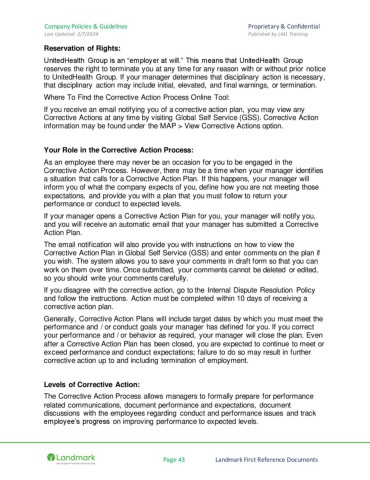 Company Policies & Guidelines Proprietary & Confidential
Last Updated: 2/7/2014 Published by LMS Training
Reservation of Rights:
UnitedHealth Group is an “employer at will.” This means that UnitedHealth Group
reserves the right to terminate you at any time for any reason with or without prior notice
to UnitedHealth Group. If your manager determines that disciplinary action is necessary,
that disciplinary action may include initial, elevated, and final warnings, or termination.
Where To Find the Corrective Action Process Online Tool:
If you receive an email notifying you of a corrective action plan, you may view any
Corrective Actions at any time by visiting Global Self Service (GSS). Corrective Action
information may be found under the MAP > View Corrective Actions option.
Your Role in the Corrective Action Process:
As an employee there may never be an occasion for you to be engaged in the
Corrective Action Process. However, there may be a time when your manager identifies
a situation that calls for a Corrective Action Plan. If this happens, your manager will
inform you of what the company expects of you, define how you are not meeting those
expectations, and provide you with a plan that you must follow to return your
performance or conduct to expected levels.
If your manager opens a Corrective Action Plan for you, your manager will notify you,
and you will receive an automatic email that your manager has submitted a Corrective
Action Plan.
The email notification will also provide you with instructions on how to view the
Corrective Action Plan in Global Self Service (GSS) and enter comments on the plan if
you wish. The system allows you to save your comments in draft form so that you can
work on them over time. Once submitted, your comments cannot be deleted or edited,
so you should write your comments carefully.
If you disagree with the corrective action, go to the Internal Dispute Resolution Policy
and follow the instructions. Action must be completed within 10 days of receiving a
corrective action plan.
Generally, Corrective Action Plans will include target dates by which you must meet the
performance and / or conduct goals your manager has defined for you. If you correct
your performance and / or behavior as required, your manager will close the plan. Even
after a Corrective Action Plan has been closed, you are expected to continue to meet or
exceed performance and conduct expectations; failure to do so may result in further
corrective action up to and including termination of employment.
Levels of Corrective Action:
The Corrective Action Process allows managers to formally prepare for performance
related communications, document performance and expectations, document
discussions with the employees regarding conduct and performance issues and track
employee’s progress on improving performance to expected levels.
Landmark Page 43 Landmark First Reference Documents